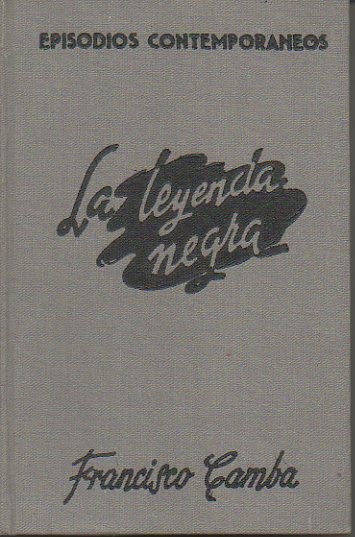 EPISODIOS CONTEMPORANEOS
La leyenda
negra
Francisco Camba